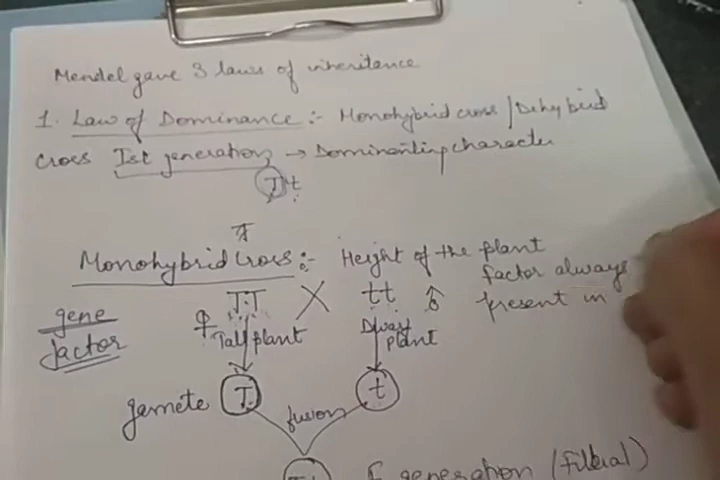 Mendel gave 3 laws of inheritance
1. Law of Dominance :- Monohybrid cross / Dihybrid
cross Ist generation → Dominanting character
Tt
Monohybrid Cross :- Height of the plant
factor always
present in
gene
factor
♀ TT X tt ♂
Tall plant Dwarf plant
gamete T t
fusion
F generation (filial)